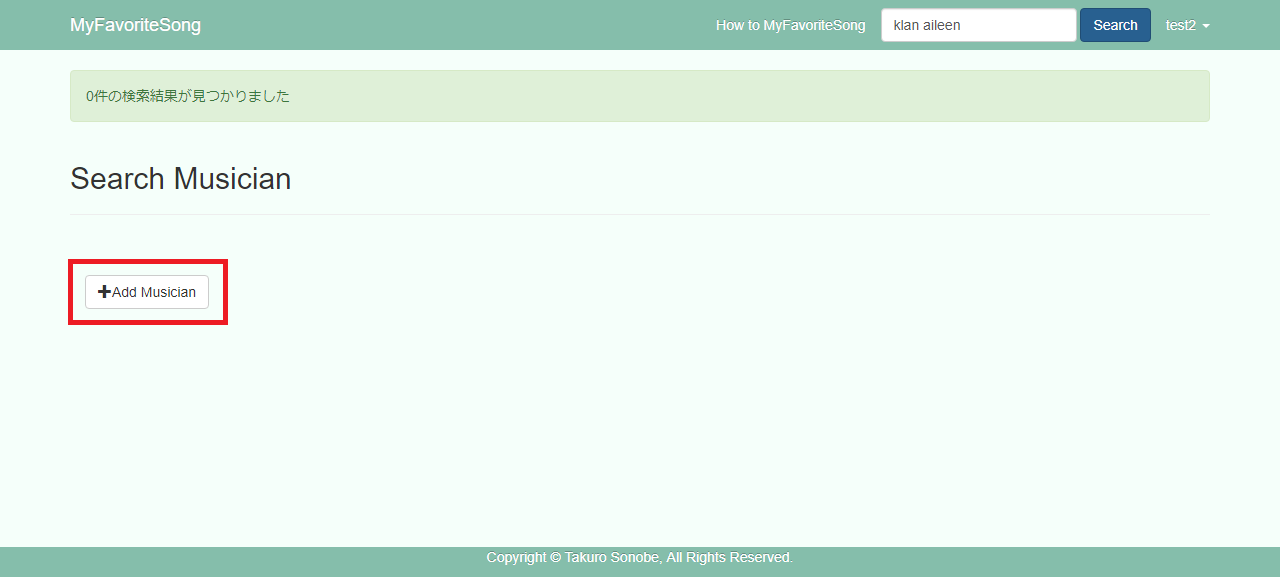 MyFavoriteSong
How to MyFavoriteSong
klan aileen
Search
test2
0件の検索結果が見つかりました
Search Musician
Add Musician
Copyright © Takuro Sonobe, All Rights Reserved.